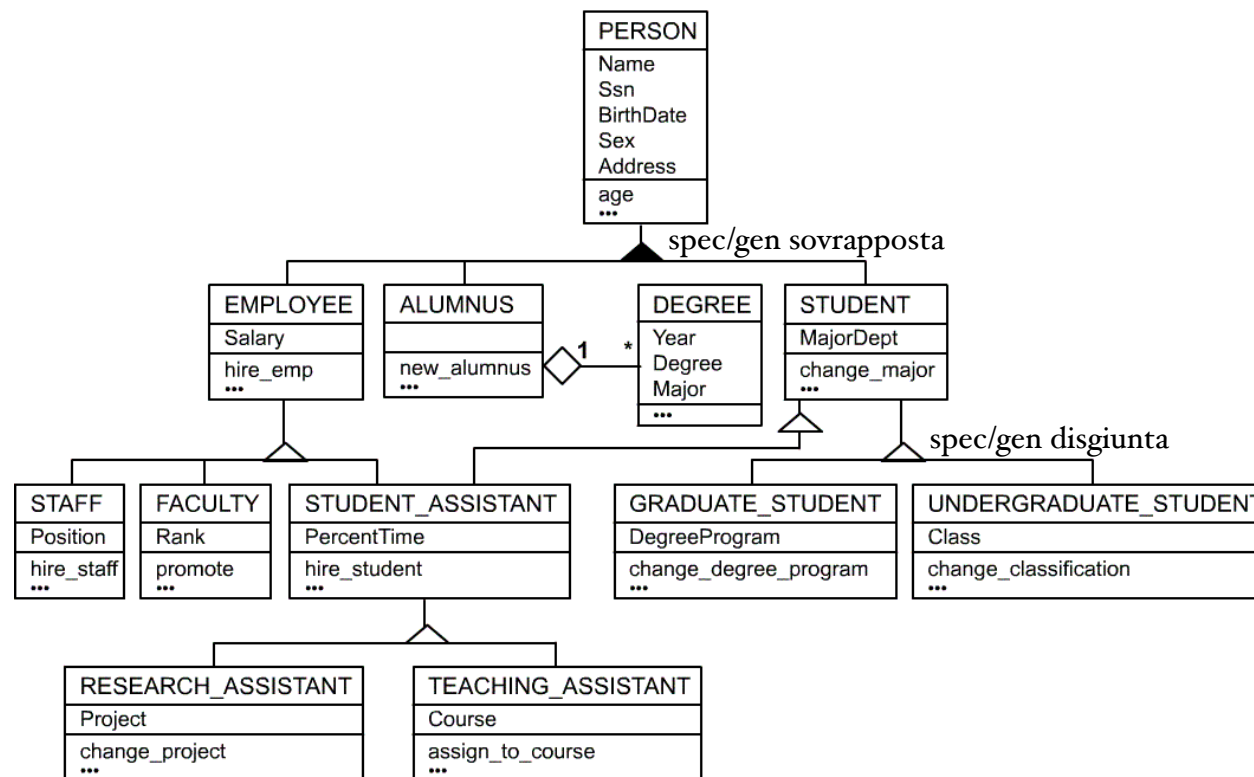 PERSON
Name
Ssn
BirthDate
Sex
Address
age
•••
spec/gen sovrapposta
EMPLOYEE
Salary
hire_emp
•••
ALUMNUS
new_alumnus
•••
1
*
DEGREE
Year
Degree
Major
•••
STUDENT
MajorDept
change_major
•••
spec/gen disgiunta
STAFF
Position
hire_staff
•••
FACULTY
Rank
promote
•••
STUDENT_ASSISTANT
PercentTime
hire_student
•••
GRADUATE_STUDENT
DegreeProgram
change_degree_program
•••
UNDERGRADUATE_STUDENT
Class
change_classification
•••
RESEARCH_ASSISTANT
Project
change_project
•••
TEACHING_ASSISTANT
Course
assign_to_course
•••